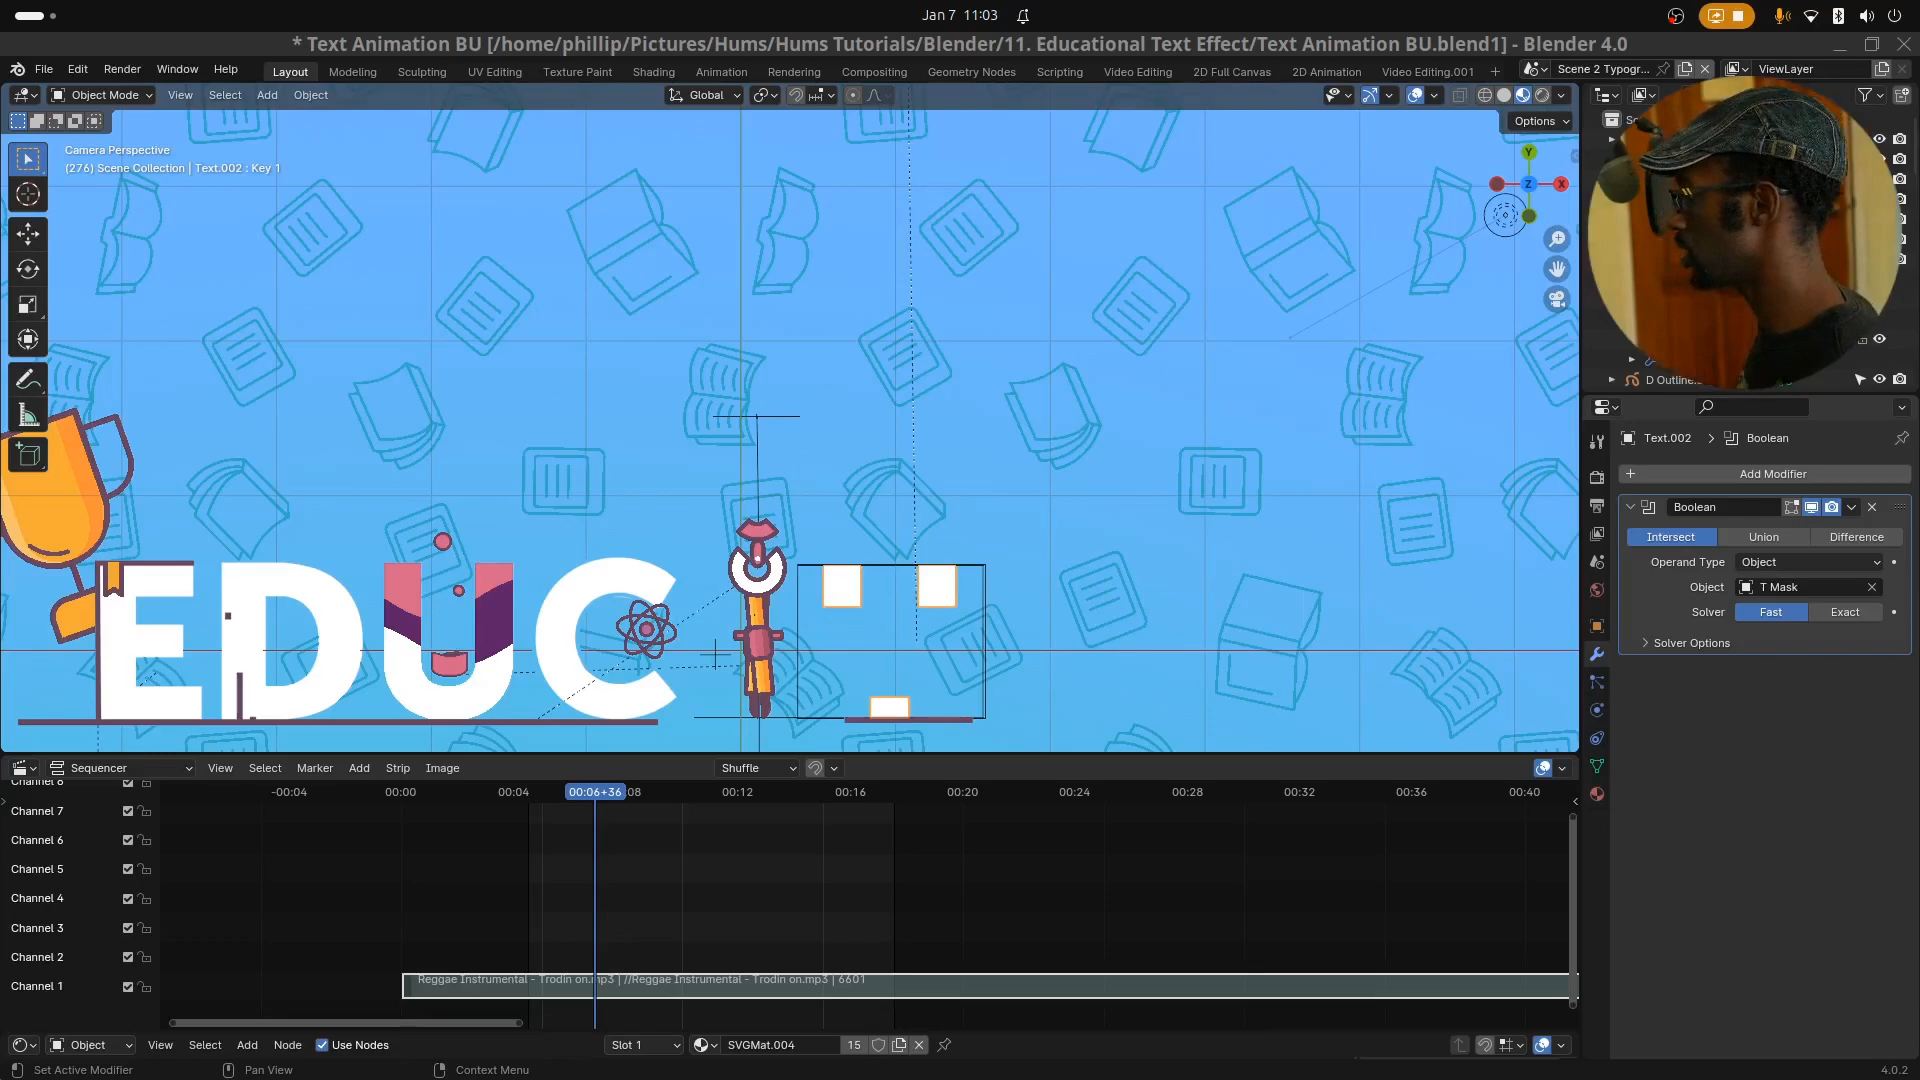 Jan 7 11:03
* Text Animation BU [/home/phillip/Pictures/Hums/Hums Tutorials/Blender/11. Educational Text Effect/Text Animation BU.blend1] - Blender 4.0
File Edit Render Window Help
Layout Modeling Sculpting UV Editing Texture Paint Shading Animation Rendering Compositing Geometry Nodes Scripting Video Editing 2D Full Canvas 2D Animation Video Editing.001 +
Scene 2 Typogr... ViewLayer
Object Mode View Select Add Object
Global
Options
Camera Perspective
(276) Scene Collection | Text.002 : Key 1
Y
Z
X
D Outline.
Text.002 > Boolean
Add Modifier
Boolean
Intersect Union Difference
Operand Type Object
Object T Mask
Solver Fast Exact
Solver Options
EDUC
Sequencer View Select Marker Add Strip Image
Shuffle
-00:04 00:00 00:04 00:06+36 :08 00:12 00:16 00:20 00:24 00:28 00:32 00:36 00:40
Channel 8
Channel 7
Channel 6
Channel 5
Channel 4
Channel 3
Channel 2
Channel 1
Reggae Instrumental - Trodin on.mp3 | //Reggae Instrumental - Trodin on.mp3 | 6601
Object View Select Add Node Use Nodes Slot 1 SVGMat.004 15
Set Active Modifier Pan View Context Menu 4.0.2